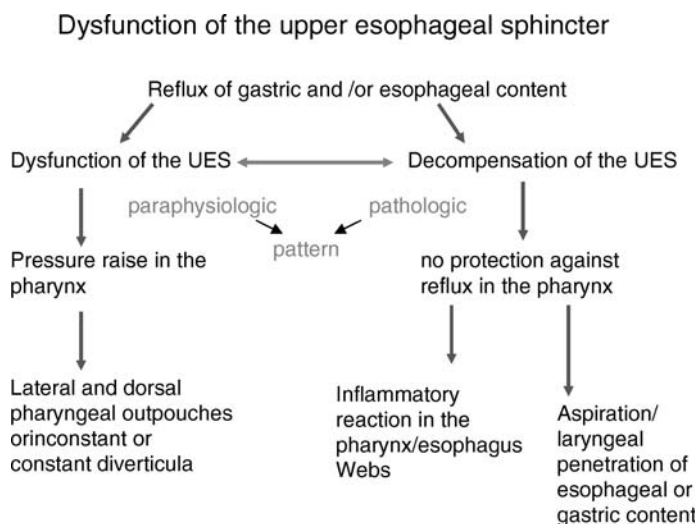 Dysfunction of the upper esophageal sphincter
Reflux of gastric and /or esophageal content
Dysfunction of the UES
Decompensation of the UES
paraphysiologic
pathologic
pattern
Pressure raise in the
pharynx
no protection against
reflux in the pharynx
Lateral and dorsal
pharyngeal outpouches
orinconstant or
constant diverticula
Inflammatory
reaction in the
pharynx/esophagus
Webs
Aspiration/
laryngeal
penetration of
esophageal or
gastric content